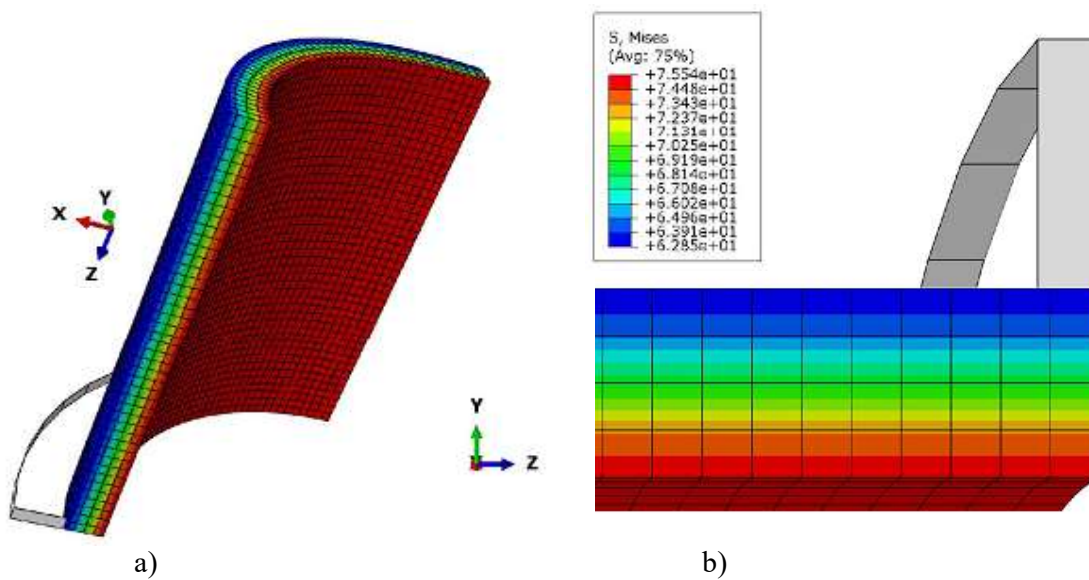 X
Y
Z
Y
Z
S, Mises
(Avg: 75%)
+7.554e+01
+7.448e+01
+7.343e+01
+7.237e+01
+7.131e+01
+7.025e+01
+6.919e+01
+6.814e+01
+6.708e+01
+6.602e+01
+6.496e+01
+6.391e+01
+6.285e+01
a)
b)